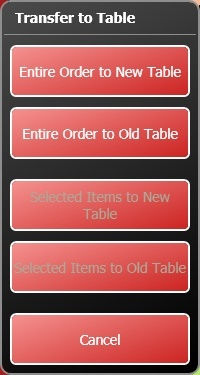 Transfer to Table
Entire Order to New Table
Entire Order to Old Table
Selected Items to New
Table
Selected Items to Old Table
Cancel